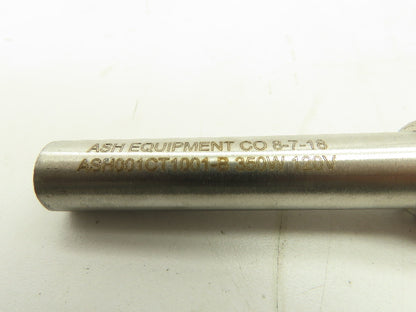 ASH EQUIPMENT CO 8-7-18
ASH001CT1001-B 350W 120V